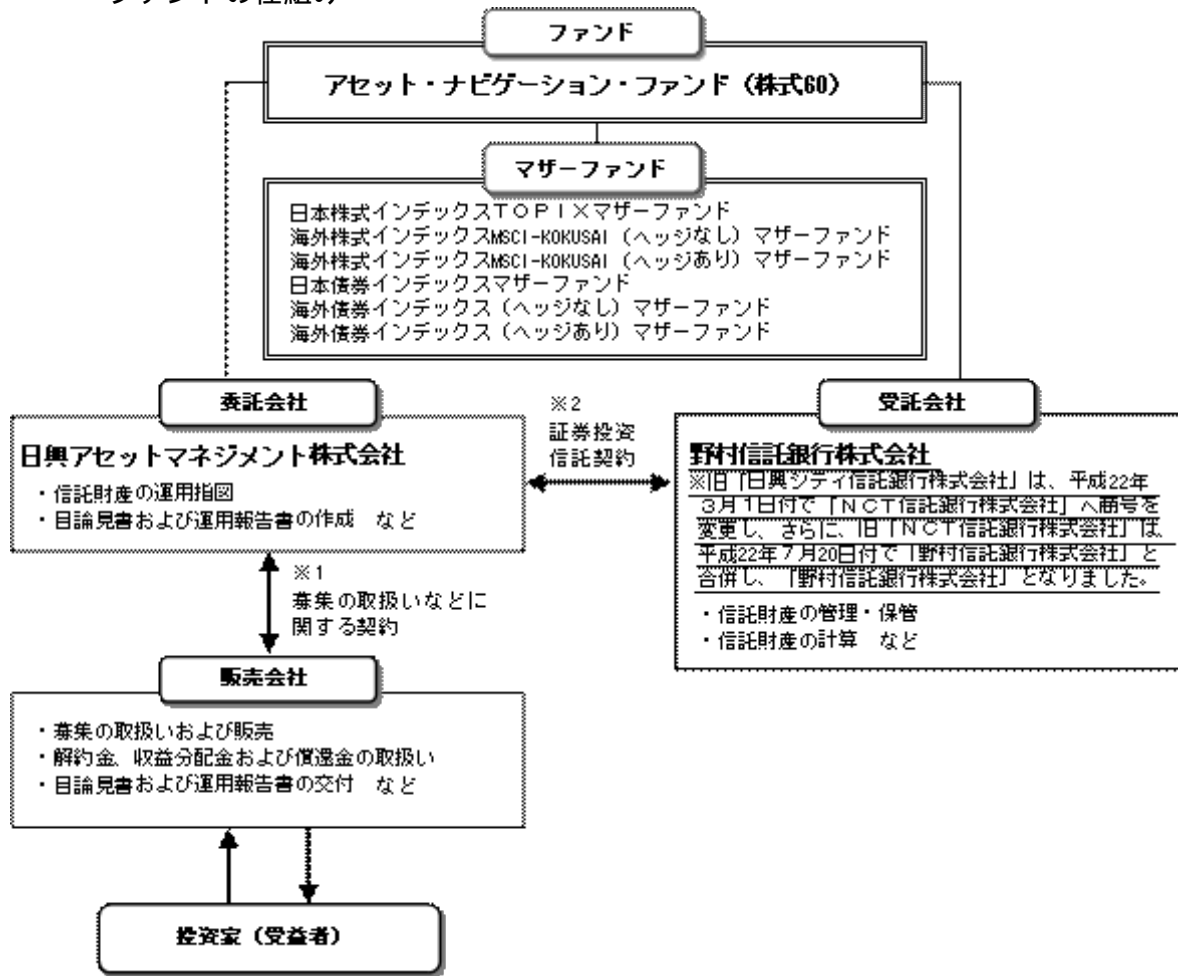 ファンドの仕組み
ファンド
アセット・ナビゲーション・ファンド（株式60）
マザーファンド
日本株式インデックスＴＯＰＩＸマザーファンド
海外株式インデックスMSCI-KOKUSAI（ヘッジなし）マザーファンド
海外株式インデックスMSCI-KOKUSAI（ヘッジあり）マザーファンド
日本債券インデックスマザーファンド
海外債券インデックス（ヘッジなし）マザーファンド
海外債券インデックス（ヘッジあり）マザーファンド
委託会社
日興アセットマネジメント株式会社
・信託財産の運用指図
・目論見書および運用報告書の作成　など
※2
証券投資
信託契約
受託会社
野村信託銀行株式会社
※旧「日興シティ信託銀行株式会社」は、平成22年
３月１日付で「ＮＣＴ信託銀行株式会社」へ商号を
変更し、さらに、旧「ＮＣＴ信託銀行株式会社」は、
平成22年７月20日付で「野村信託銀行株式会社」と
合併し、「野村信託銀行株式会社」となりました。
・信託財産の管理・保管
・信託財産の計算　など
※1
募集の取扱いなどに
関する契約
販売会社
・募集の取扱いおよび販売
・解約金、収益分配金および償還金の取扱い
・目論見書および運用報告書の交付　など
投資家（受益者）